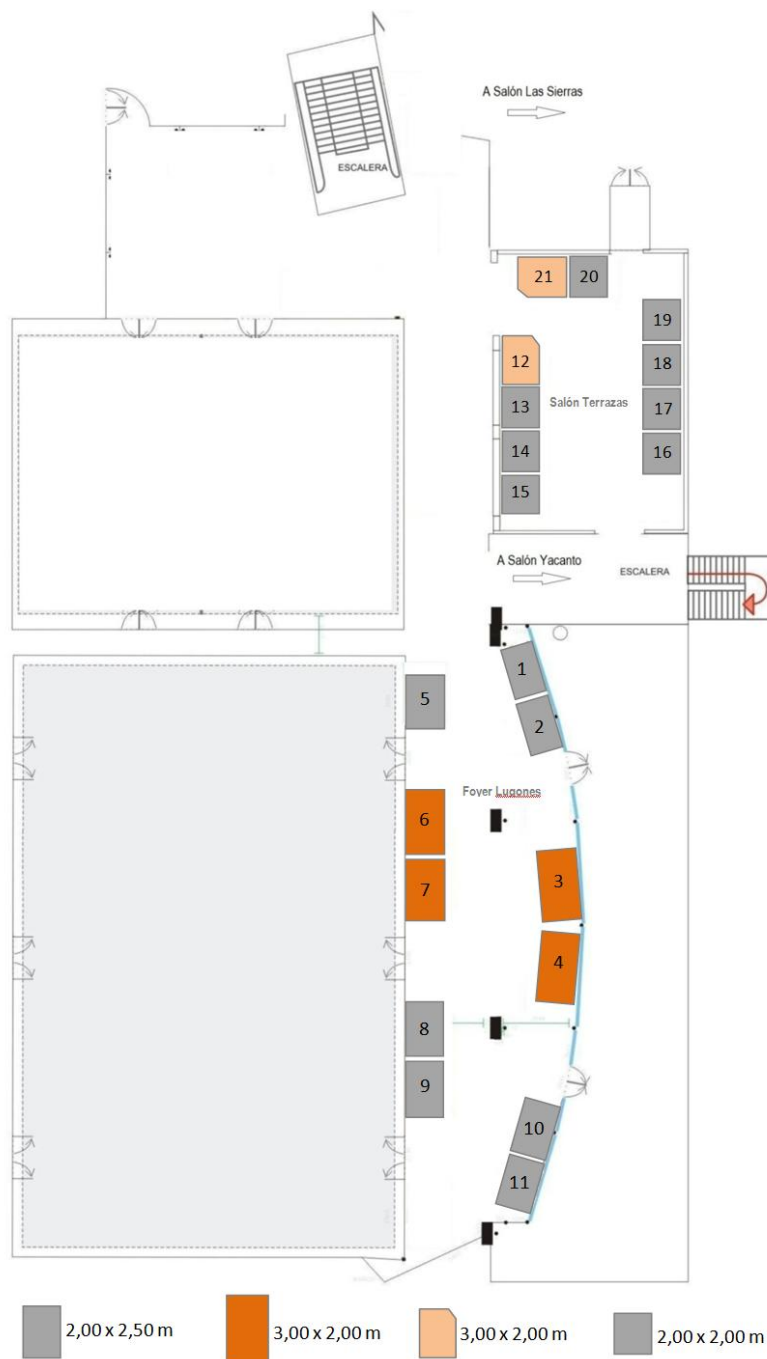 A Salón Las Sierras
ESCALERA
21
20
19
12
18
13
Salón Terrazas
17
14
16
15
A Salón Yacanto
ESCALERA
1
5
2
Foyer Lugones
6
3
7
4
8
9
10
11
2,00 x 2,50 m
3,00 x 2,00 m
3,00 x 2,00 m
2,00 x 2,00 m